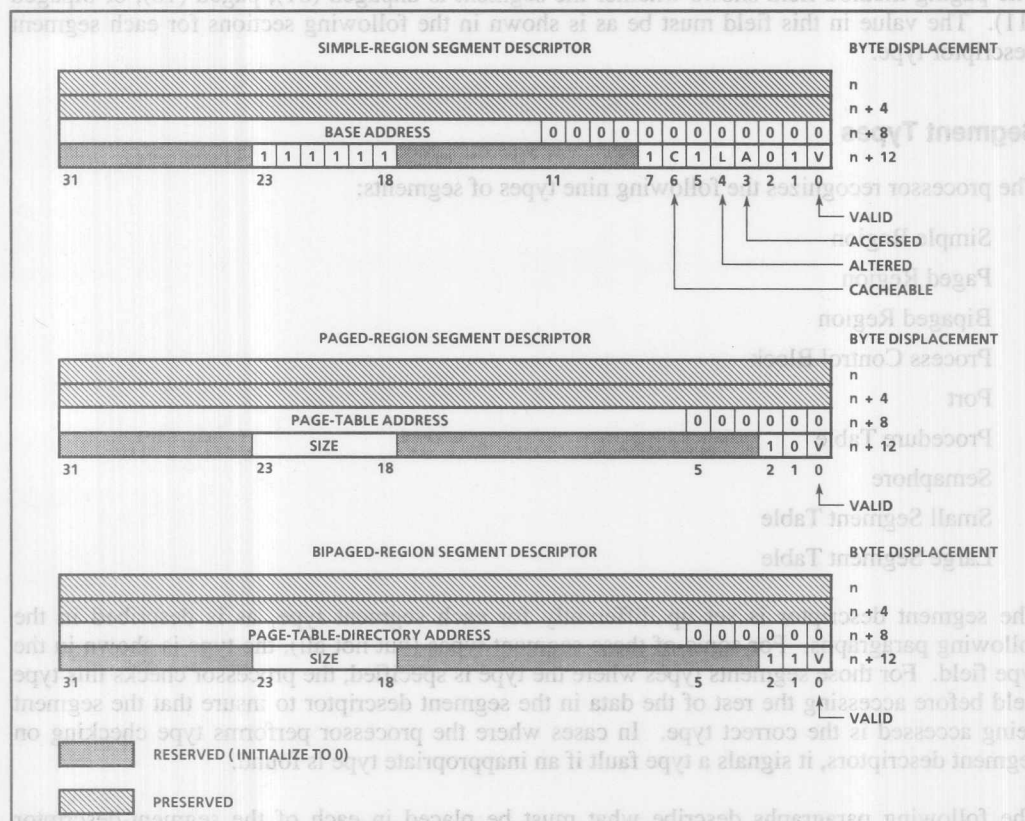 SIMPLE-REGION SEGMENT DESCRIPTOR BYTE DISPLACEMENT
n
n + 4
BASE ADDRESS 0 0 0 0 0 0 0 0 0 0 0 0 n + 8
1 1 1 1 1 1 1 C 1 L A 0 1 V n + 12
31 23 18 11 7 6 5 4 3 2 1 0
VALID
ACCESSED
ALTERED
CACHEABLE
PAGED-REGION SEGMENT DESCRIPTOR BYTE DISPLACEMENT
n
n + 4
PAGE-TABLE ADDRESS 0 0 0 0 0 0 n + 8
SIZE 1 0 V n + 12
31 23 18 5 2 1 0
VALID
BIPAGED-REGION SEGMENT DESCRIPTOR BYTE DISPLACEMENT
n
n + 4
PAGE-TABLE-DIRECTORY ADDRESS 0 0 0 0 0 0 n + 8
SIZE 1 1 V n + 12
31 23 18 5 2 1 0
VALID
RESERVED ( INITIALIZE TO 0)
PRESERVED